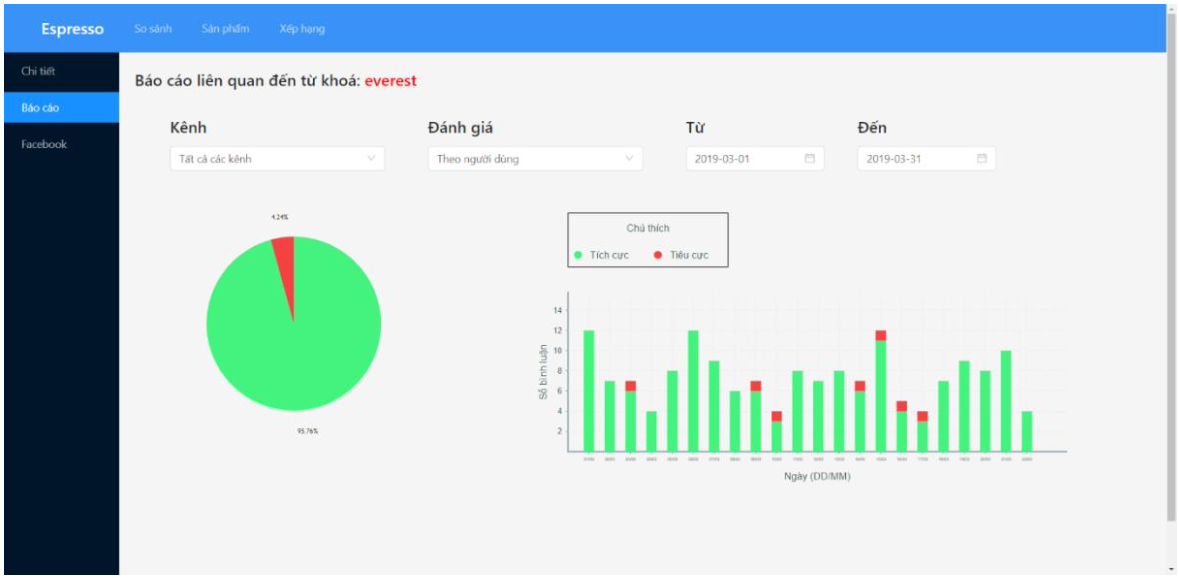 Espresso So sánh Sản phẩm Xếp hạng
Chi tiết
Báo cáo
Facebook
Báo cáo liên quan đến từ khoá: everest
Kênh Đánh giá Từ Đến
Tất cả các kênh Theo người dùng 2019-03-01 2019-03-31
4.24%
95.76%
Chú thích
Tích cực Tiêu cực
Số bình luận
14
12
10
8
6
4
2
Ngày (DD/MM)